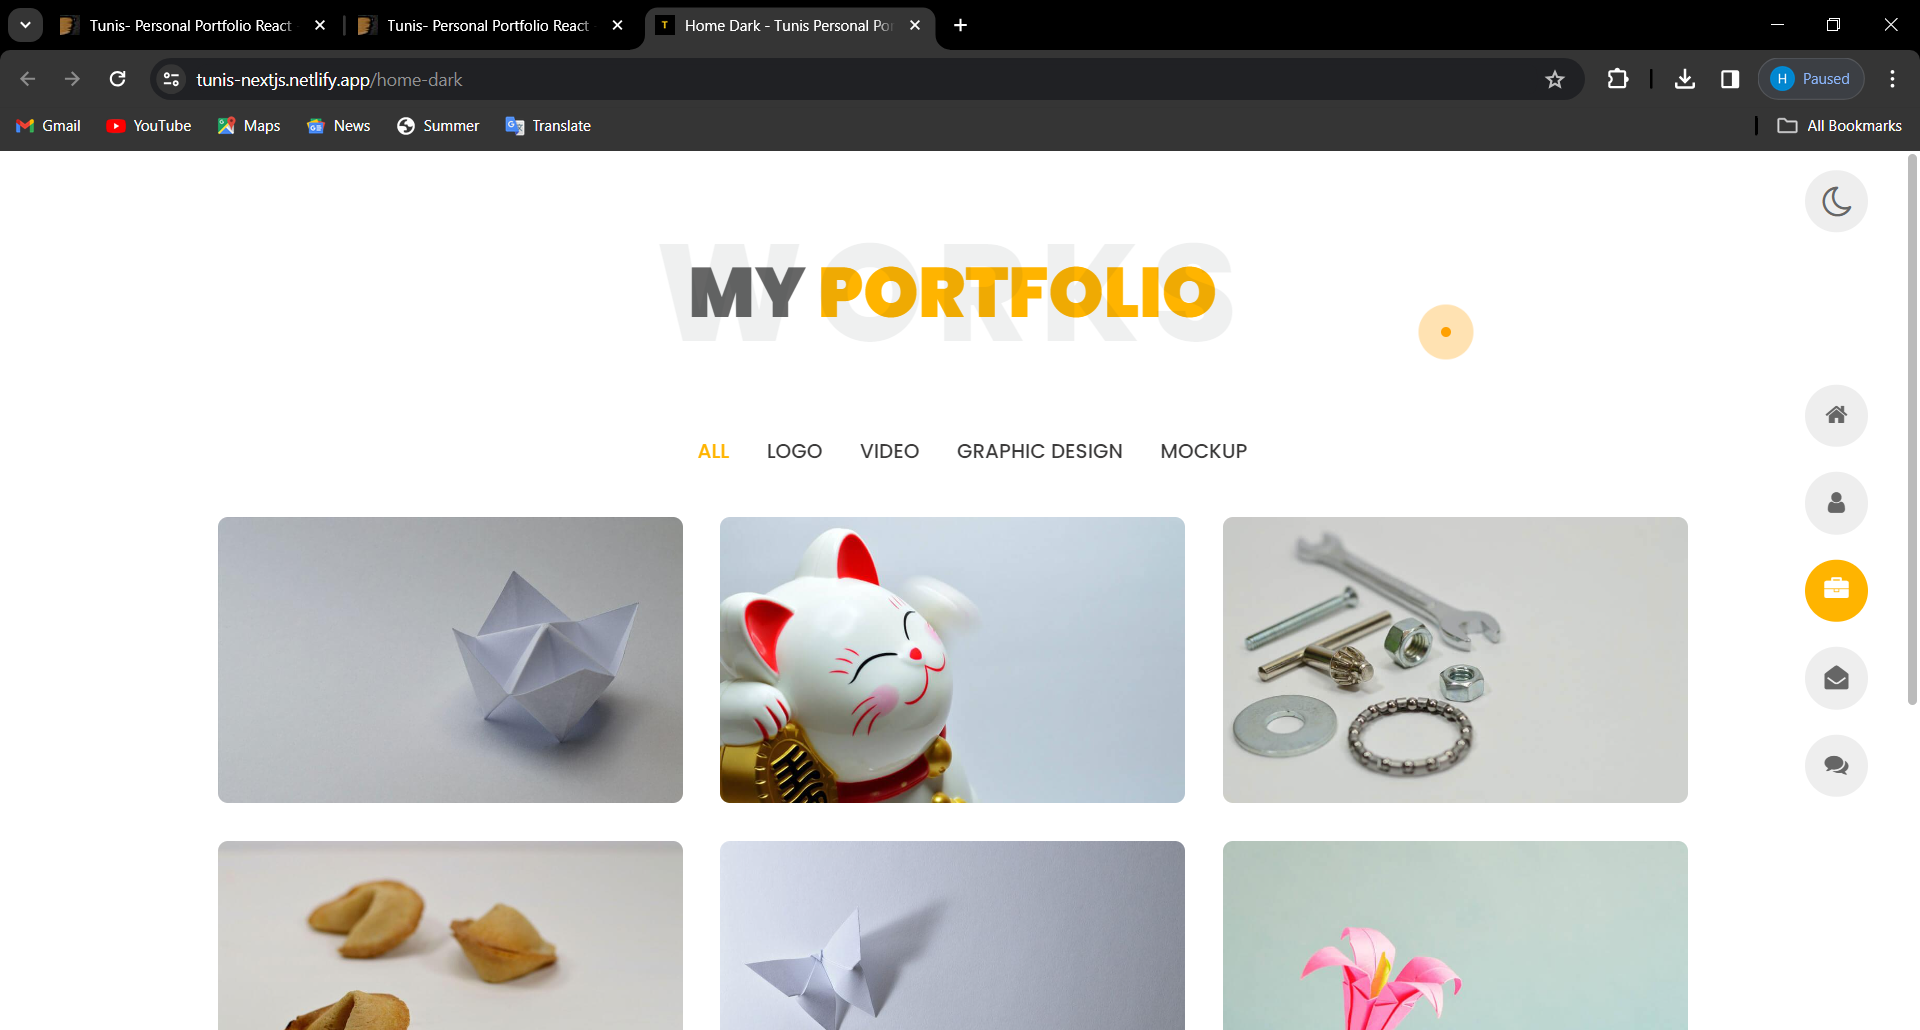 Tunis- Personal Portfolio React
Tunis- Personal Portfolio React
T
Home Dark - Tunis Personal Po
tunis-nextjs.netlify.app/home-dark
H Paused
Gmail
YouTube
Maps
News
Summer
Translate
All Bookmarks
WORKS
MY PORTFOLIO
ALL
LOGO
VIDEO
GRAPHIC DESIGN
MOCKUP